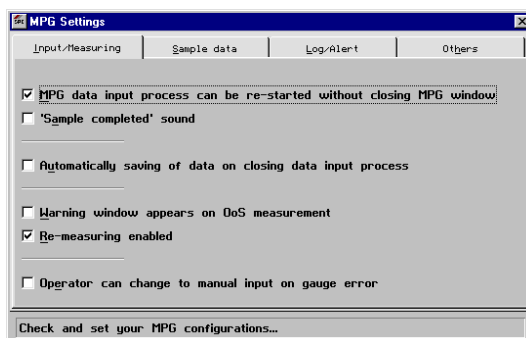 MPG Settings
Input/Measuring Sample data Log/Alert Others
MPG data input process can be re-started without closing MPG window
'Sample completed' sound
Automatically saving of data on closing data input process
Warning window appears on OoS measurement
Re-measuring enabled
Operator can change to manual input on gauge error
Check and set your MPG configurations...